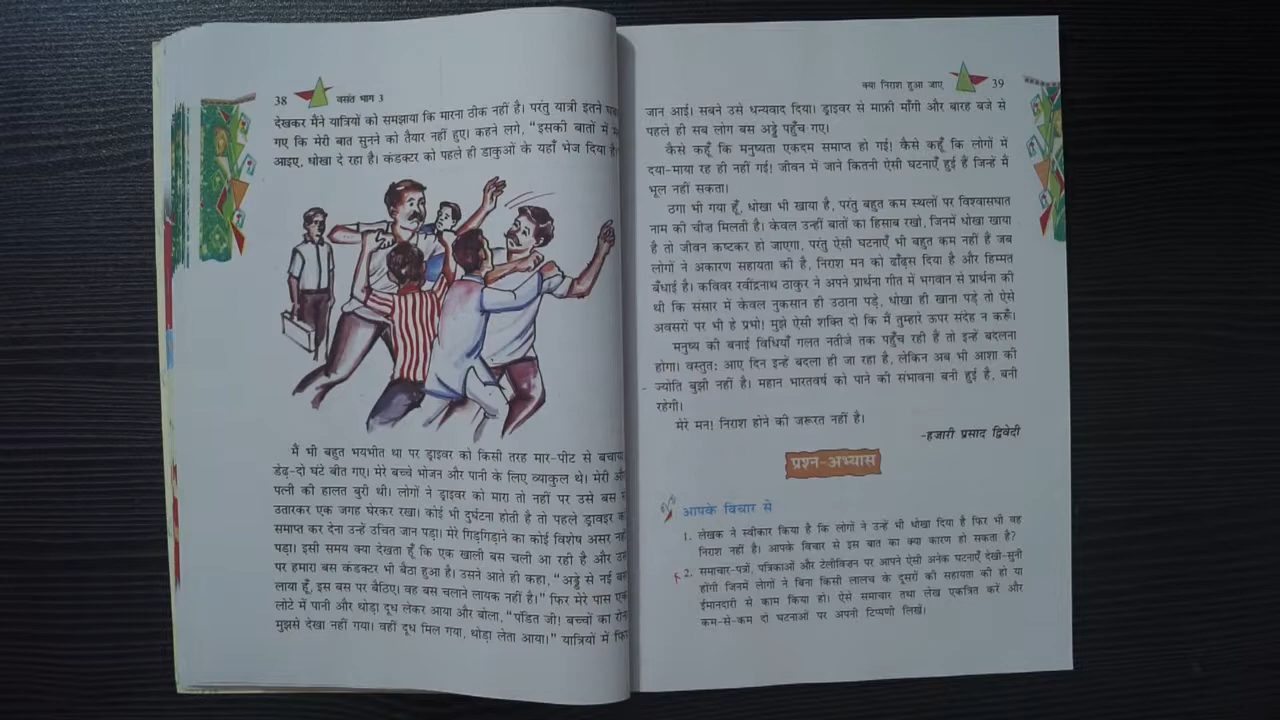 38 वसंत भाग 3
देखकर मैंने यात्रियों को समझाया कि मारना ठीक नहीं है। परंतु यात्री इतने
गए कि मेरी बात सुनने को तैयार नहीं हुए। कहने लगे, “इसकी बातों में
आइए, धोखा दे रहा है। कंडक्टर को पहले ही डाकुओं के यहाँ भेज दिया है।
मैं भी बहुत भयभीत था पर ड्राइवर को किसी तरह मार-पीट से बचाय
डेढ़-दो घंटे बीत गए। मेरे बच्चे भोजन और पानी के लिए व्याकुल थे। मेरी
पत्नी की हालत बुरी थी। लोगों ने ड्राइवर को मारा तो नहीं पर उसे बस
उतारकर एक जगह घेरकर रखा। कोई भी दुर्घटना होती है तो पहले ड्राइवर
समाप्त कर देना उन्हें उचित जान पड़ा। मेरे गिड़गिड़ाने का कोई विशेष असर
पड़ा। इसी समय क्या देखता हूँ कि एक खाली बस चली आ रही है और
पर हमारा बस कंडक्टर भी बैठा हुआ है। उसने आते ही कहा, “अड्डे से नई
लाया हूँ, इस बस पर बैठिए। वह बस चलाने लायक नहीं है।” फिर मेरे पास
लोटे में पानी और थोड़ा दूध लेकर आया और बोला, “पंडित जी! बच्चों का
मुझसे देखा नहीं गया। वहीं दूध मिल गया, थोड़ा लेता आया।” यात्रियों में
क्या निराश हुआ जाए 39
जान आई। सबने उसे धन्यवाद दिया। ड्राइवर से माफ़ी माँगी और बारह बजे से
पहले ही सब लोग बस अड्डे पहुँच गए।
कैसे कहूँ कि मनुष्यता एकदम समाप्त हो गई! कैसे कहूँ कि लोगों में
दया-माया रह ही नहीं गई! जीवन में जाने कितनी ऐसी घटनाएँ हुई हैं जिन्हें मैं
भूल नहीं सकता।
ठगा भी गया हूँ, धोखा भी खाया है, परंतु बहुत कम स्थलों पर विश्वासघात
नाम की चीज़ मिलती है। केवल उन्हीं बातों का हिसाब रखो, जिनमें धोखा खाया
है तो जीवन कष्टकर हो जाएगा, परंतु ऐसी घटनाएँ भी बहुत कम नहीं हैं जब
लोगों ने अकारण सहायता की है, निराश मन को ढाँढ़स दिया है और हिम्मत
बँधाई है। कविवर रवींद्रनाथ ठाकुर ने अपने प्रार्थना गीत में भगवान से प्रार्थना की
थी कि संसार में केवल नुकसान ही उठाना पड़े, धोखा ही खाना पड़े तो ऐसे
अवसरों पर भी हे प्रभो! मुझे ऐसी शक्ति दो कि मैं तुम्हारे ऊपर संदेह न करूँ।
मनुष्य की बनाई विधियाँ गलत नतीजे तक पहुँच रही हैं तो इन्हें बदलना
होगा। वस्तुत: आए दिन इन्हें बदला ही जा रहा है, लेकिन अब भी आशा की
ज्योति बुझी नहीं है। महान भारतवर्ष को पाने की संभावना बनी हुई है, बनी
रहेगी।
मेरे मन! निराश होने की जरूरत नहीं है।
-हजारी प्रसाद द्विवेदी
प्रश्न-अभ्यास
आपके विचार से
1. लेखक ने स्वीकार किया है कि लोगों ने उन्हें भी धोखा दिया है फिर भी वह
निराश नहीं है। आपके विचार से इस बात का क्या कारण हो सकता है?
2. समाचार-पत्रों, पत्रिकाओं और टेलीविज़न पर आपने ऐसी अनेक घटनाएँ देखी-सुनी
होंगी जिनमें लोगों ने बिना किसी लालच के दूसरों की सहायता की हो या
ईमानदारी से काम किया हो। ऐसे समाचार तथा लेख एकत्रित करें और
कम-से-कम दो घटनाओं पर अपनी टिप्पणी लिखें।